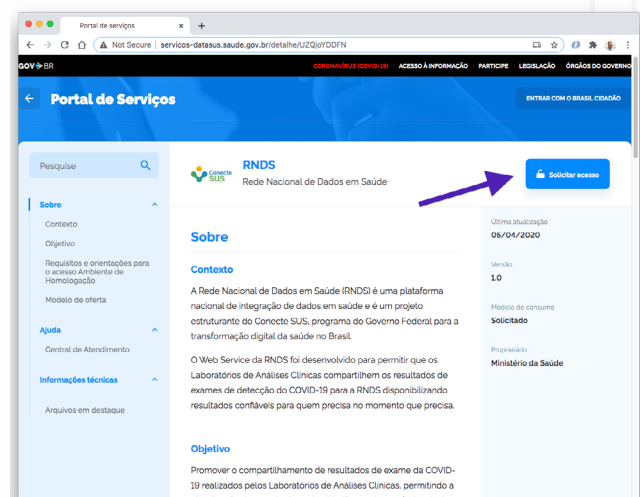 Portal de serviços
Not Secure | servicos-datasus.saude.gov.br/detalhe/UZQjoYDDFN
GOV BR
CORONAVÍRUS (COVID-19)
ACESSO À INFORMAÇÃO
PARTICIPE
LEGISLAÇÃO
ÓRGÃOS DO GOVERNO
Portal de Serviços
ENTRAR COM O BRASIL CIDADÃO
Pesquise
Sobre
Contexto
Objetivo
Requisitos e orientações para
o acesso Ambiente de
Homologação
Modelo de oferta
Ajuda
Central de Atendimento
Informações técnicas
Arquivos em destaque
Conecte
SUS
RNDS
Rede Nacional de Dados em Saúde
Solicitar acesso
Sobre
Contexto
A Rede Nacional de Dados em Saúde (RNDS) é uma plataforma
nacional de integração de dados em saúde e é um projeto
estruturante do Conecte SUS, programa do Governo Federal para a
transformação digital da saúde no Brasil.
O Web Service da RNDS foi desenvolvido para permitir que os
Laboratórios de Análises Clínicas compartilhem os resultados de
exames de detecção do COVID-19 para a RNDS disponibilizando
resultados confiáveis para quem precisa no momento que precisa.
Objetivo
Promover o compartilhamento de resultados de exame da COVID-
19 realizados pelos Laboratórios de Análises Clínicas, permitindo a
Última atualização
05/04/2020
Versão
1.0
Modelo de consumo
Solicitado
Proprietário
Ministério da Saúde